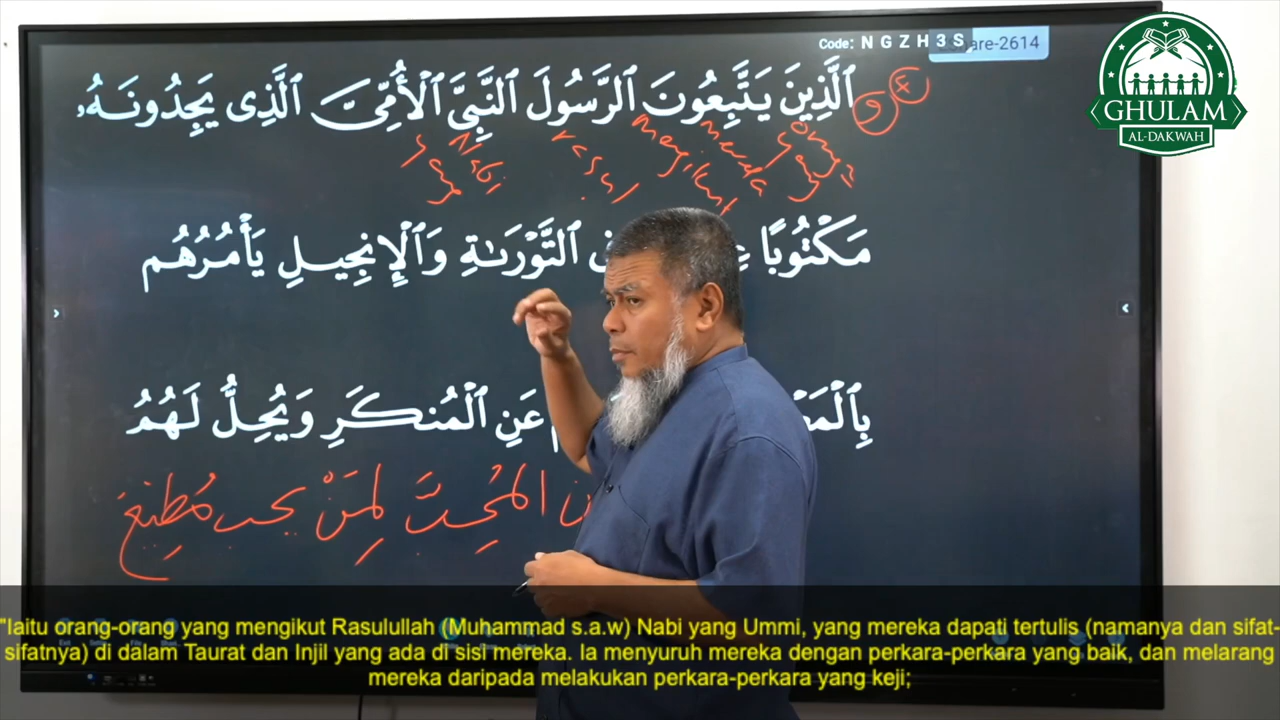 Code: N G Z H 3 S
are-2614
GHULAM
AL-DAKWAH
ٱلَّذِينَ يَتَّبِعُونَ ٱلرَّسُولَ ٱلنَّبِيَّ ٱلْأُمِّيَّ ٱلَّذِى يَجِدُونَهُۥ
مَكْتُوبًا ٱلتَّوْرَىٰةِ وَٱلْإِنجِيلِ يَأْمُرُهُم
عَنِ ٱلْمُنكَرِ وَيُحِلُّ لَهُمُ
ن المُحِبَّ لِمَنْ يحب مُطِيعَ
"Iaitu orang-orang yang mengikut Rasulullah (Muhammad s.a.w) Nabi yang Ummi, yang mereka dapati tertulis (namanya dan sifat-
sifatnya) di dalam Taurat dan Injil yang ada di sisi mereka. Ia menyuruh mereka dengan perkara-perkara yang baik, dan melarang
mereka daripada melakukan perkara-perkara yang keji;